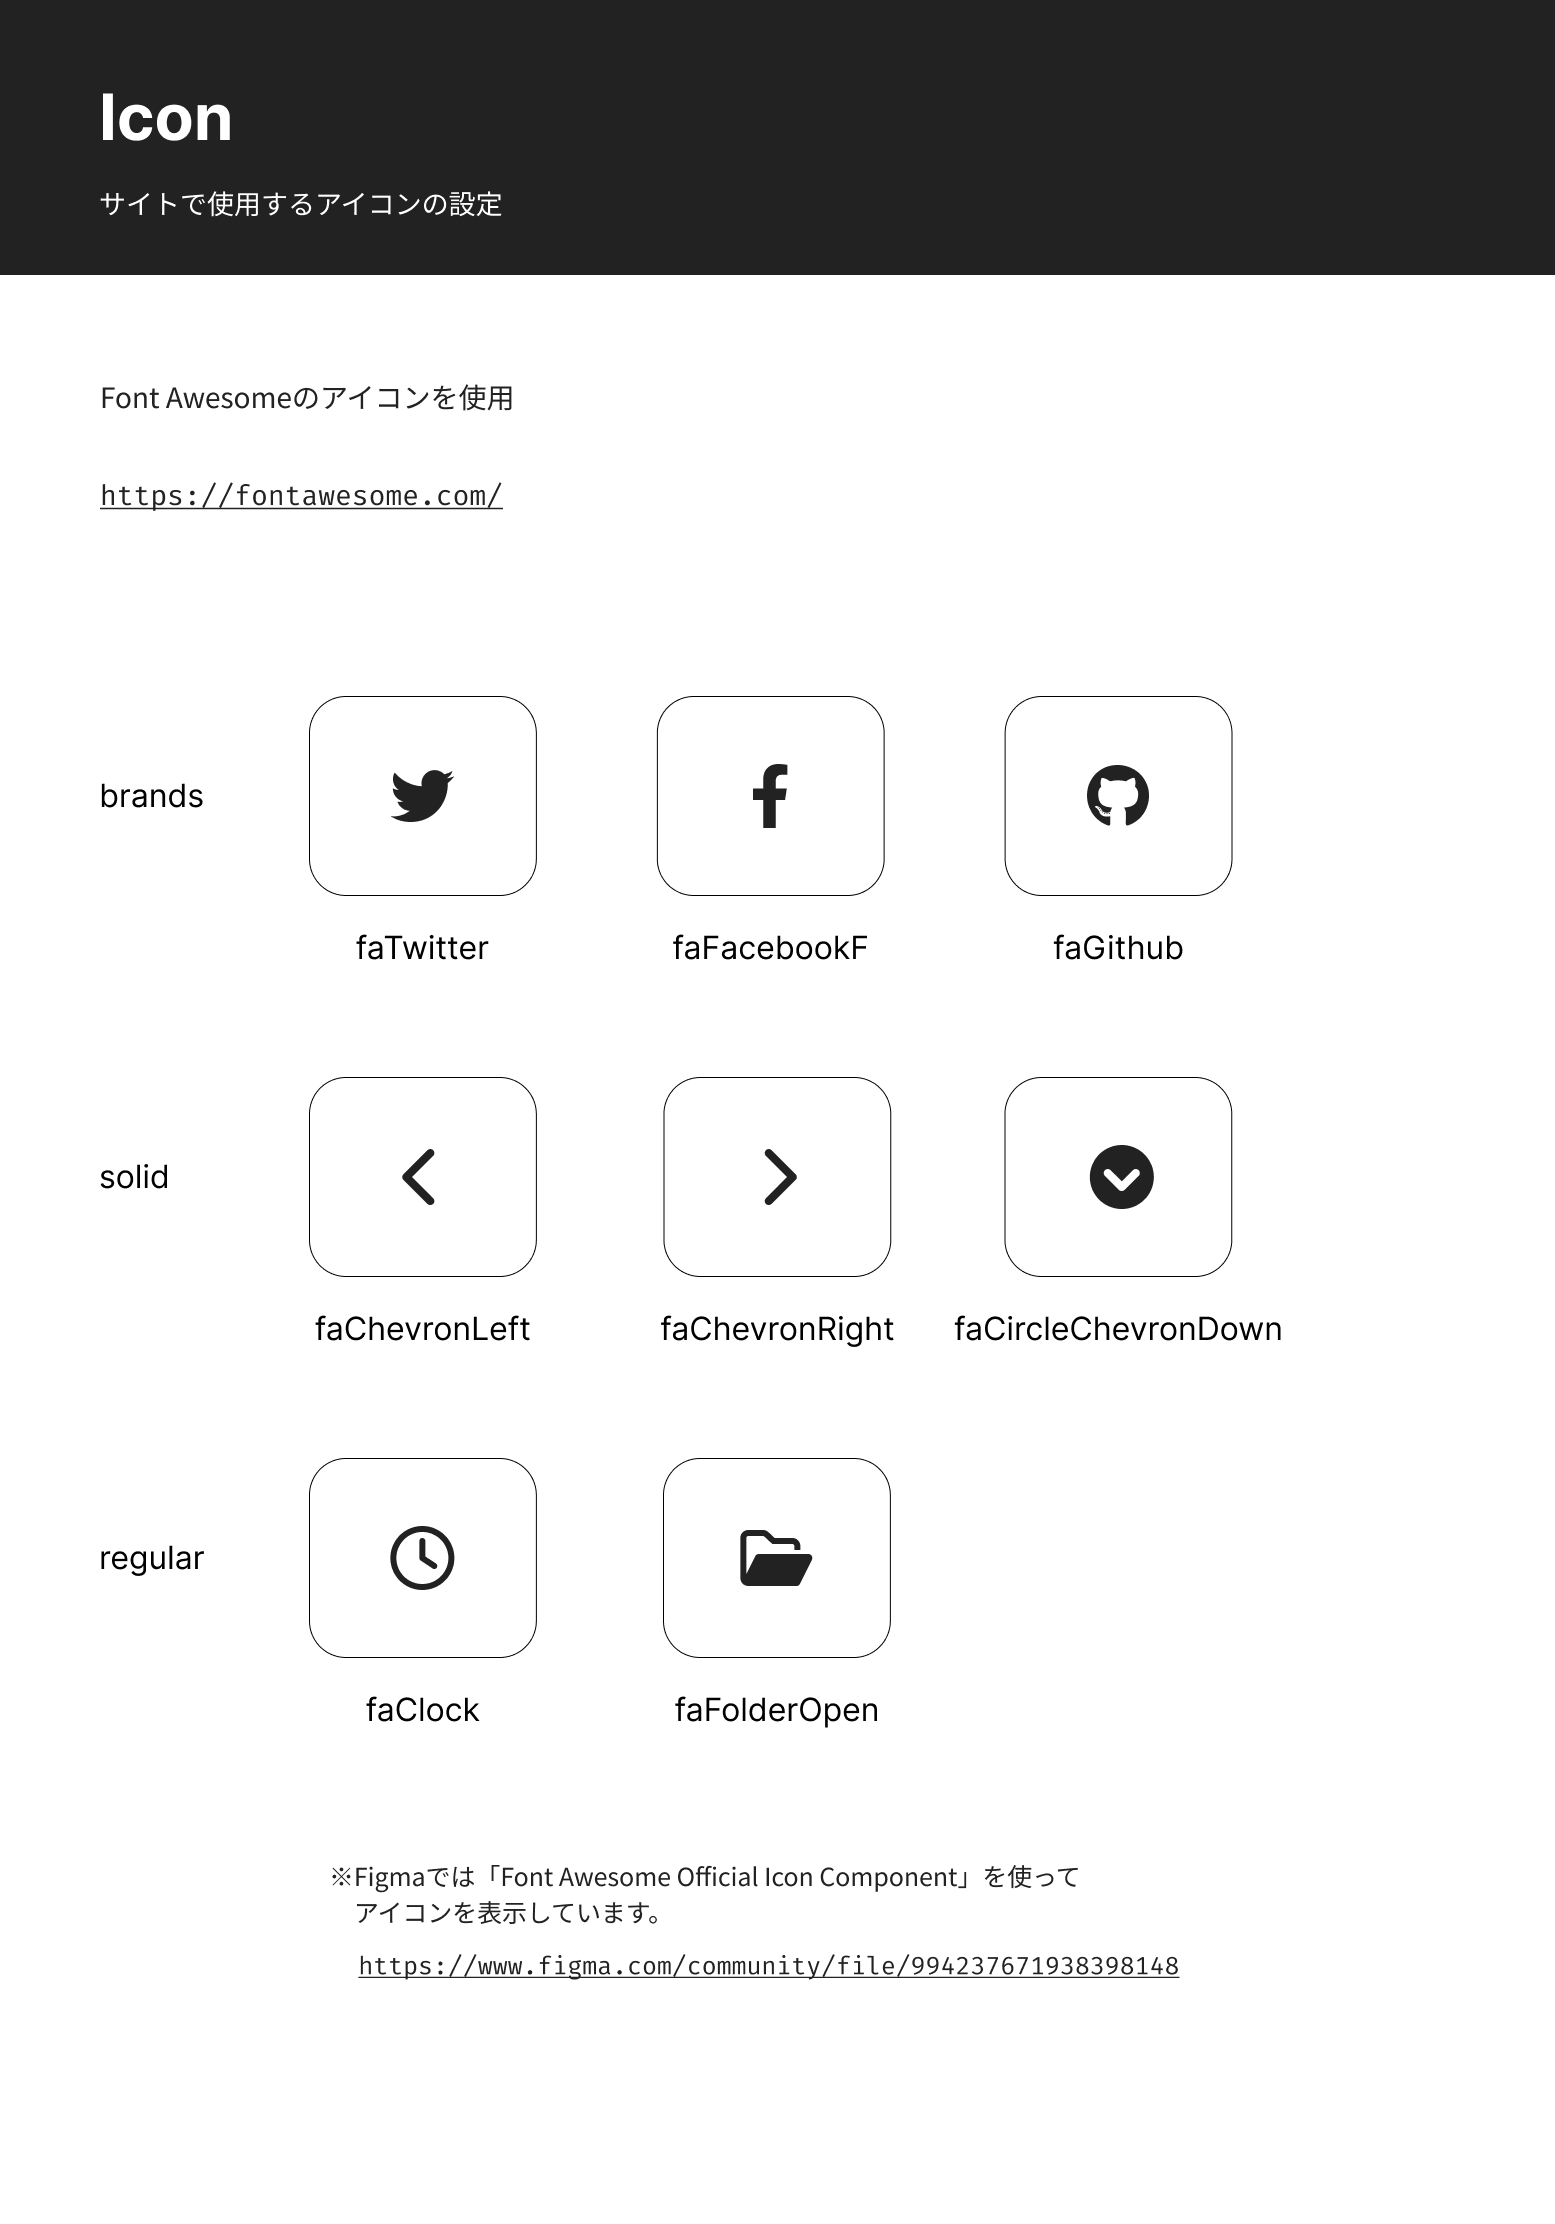 Icon
サイトで使用するアイコンの設定
Font Awesomeのアイコンを使用
https://fontawesome.com/
brands
faTwitter
faFacebookF
faGithub
solid
faChevronLeft
faChevronRight
faCircleChevronDown
regular
faClock
faFolderOpen
※Figmaでは「Font Awesome Official Icon Component」を使って
アイコンを表示しています。
https://www.figma.com/community/file/994237671938398148